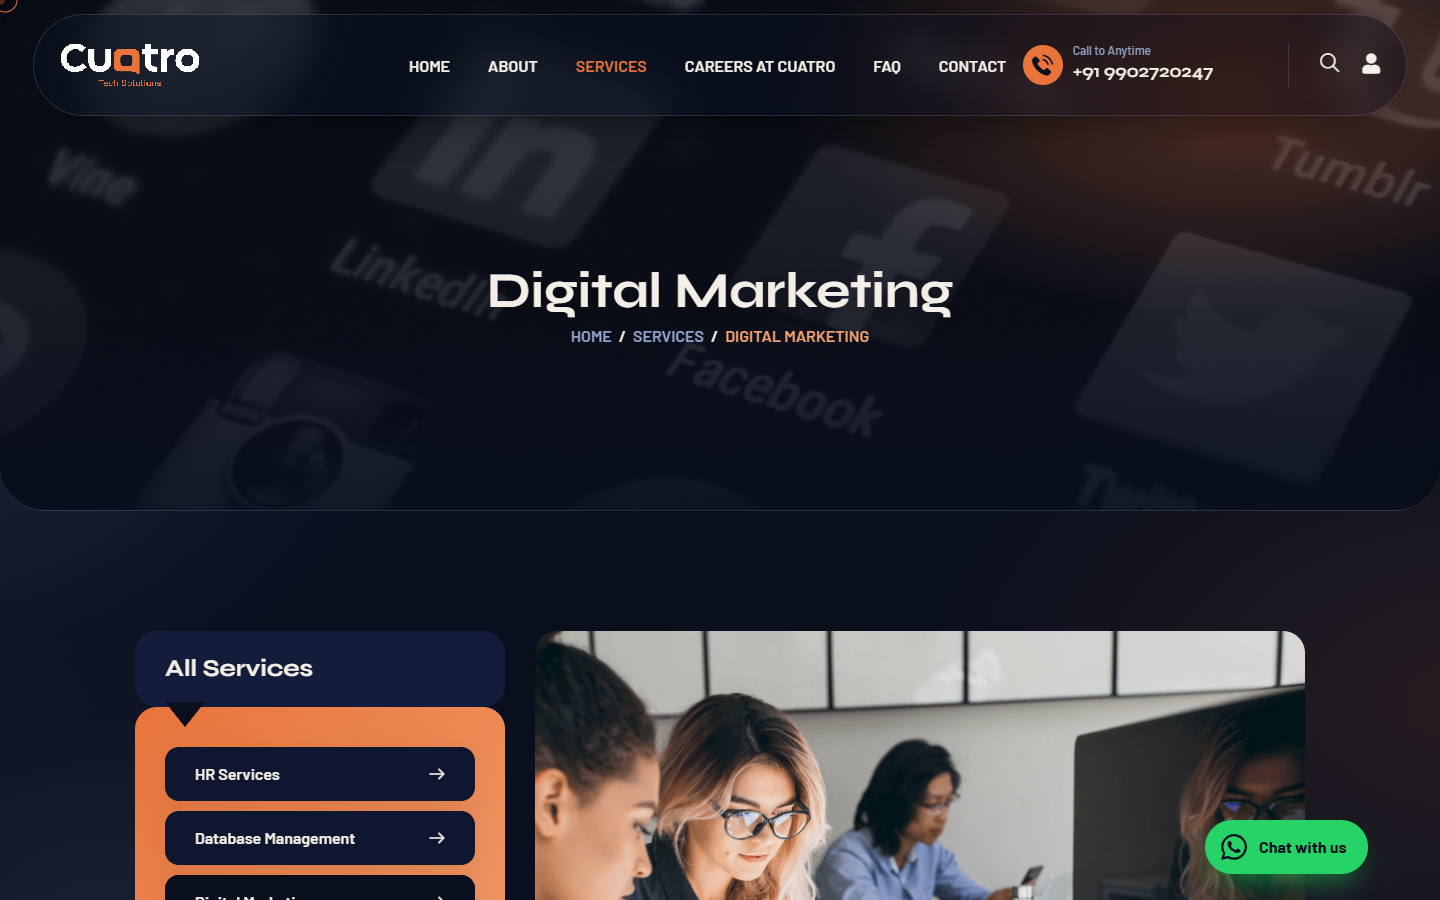 Cuatro
Tech Solutions
HOME
ABOUT
SERVICES
CAREERS AT CUATRO
FAQ
CONTACT
Call to Anytime
+91 9902720247
Vine
LinkedIn
Facebook
Tumblr
Digital Marketing
HOME / SERVICES / DIGITAL MARKETING
All Services
HR Services
Database Management
Chat with us